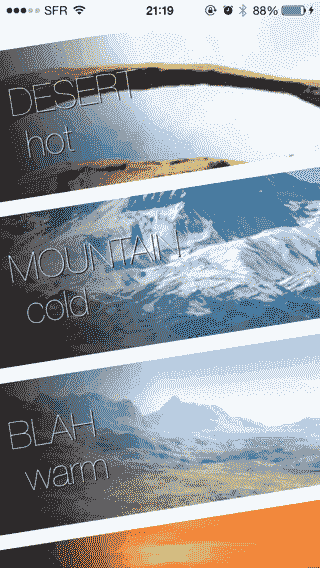 SFR 21:19 88%
DESERT
hot
MOUNTAIN
cold
BLAH
warm